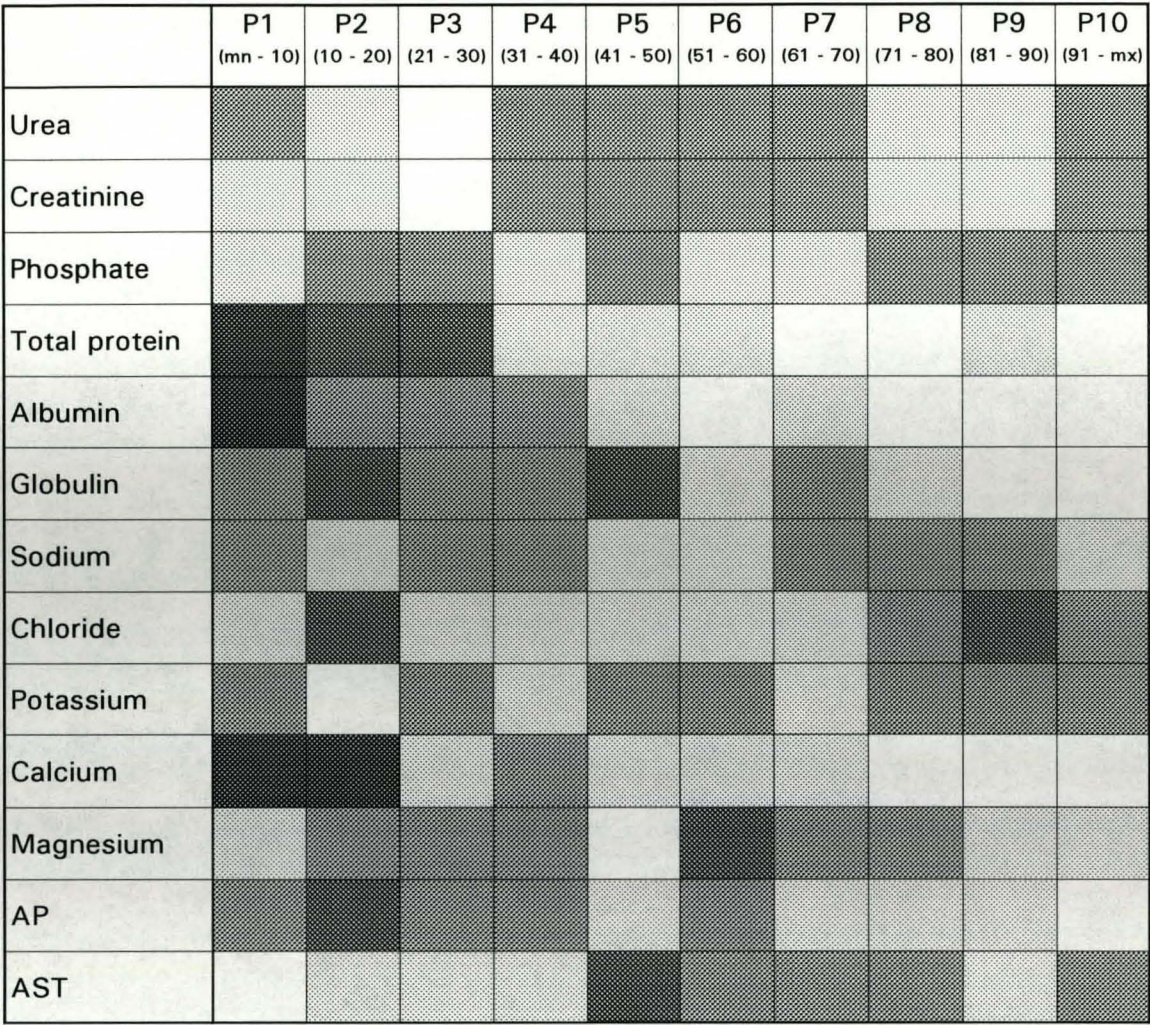 P1 P2 P3 P4 P5 P6 P7 P8 P9 P10
(mn - 10) (10 - 20) (21 - 30) (31 - 40) (41 - 50) (51 - 60) (61 - 70) (71 - 80) (81 - 90) (91 - mx)
Urea
Creatinine
Phosphate
Total protein
Albumin
Globulin
Sodium
Chloride
Potassium
Calcium
Magnesium
AP
AST